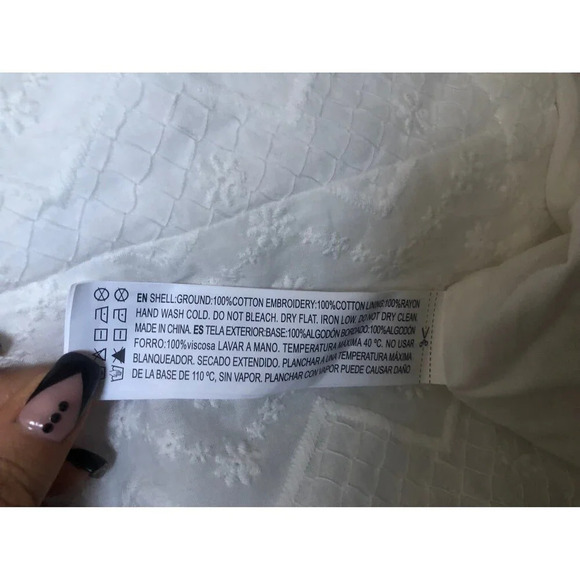 EN SHELL:GROUND:100%COTTON EMBROIDERY:100%COTTON LINING:100%RAYON
HAND WASH COLD. DO NOT BLEACH. DRY FLAT. IRON LOW. DO NOT DRY CLEAN.
MADE IN CHINA. ES TELA EXTERIOR:BASE:100%ALGODÓN BORDADO:100%ALGODÓN
FORRO:100%viscosa LAVAR A MANO. TEMPERATURA MÁXIMA 40 ºC. NO USAR
BLANQUEADOR. SECADO EXTENDIDO. PLANCHAR A UNA TEMPERATURA MÁXIMA
DE LA BASE DE 110 ºC, SIN VAPOR. PLANCHAR CON VAPOR PUEDE CAUSAR DAÑO